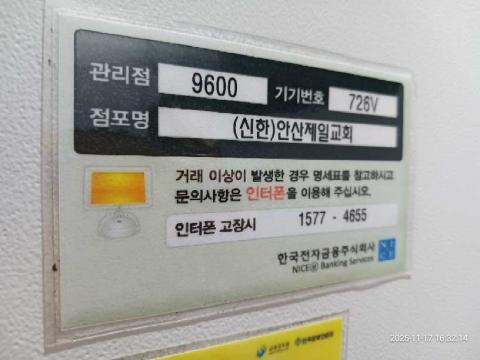 관리점 9600 기기번호 726V
점포명 (신한)안산제일교회
거래 이상이 발생한 경우 명세표를 참고하시고
문의사항은 인터폰을 이용해 주십시오.
인터폰 고장시 1577 - 4655
한국전자금융주식회사
NICE@ Banking Services
NICE
2025-11-17 16:32:14